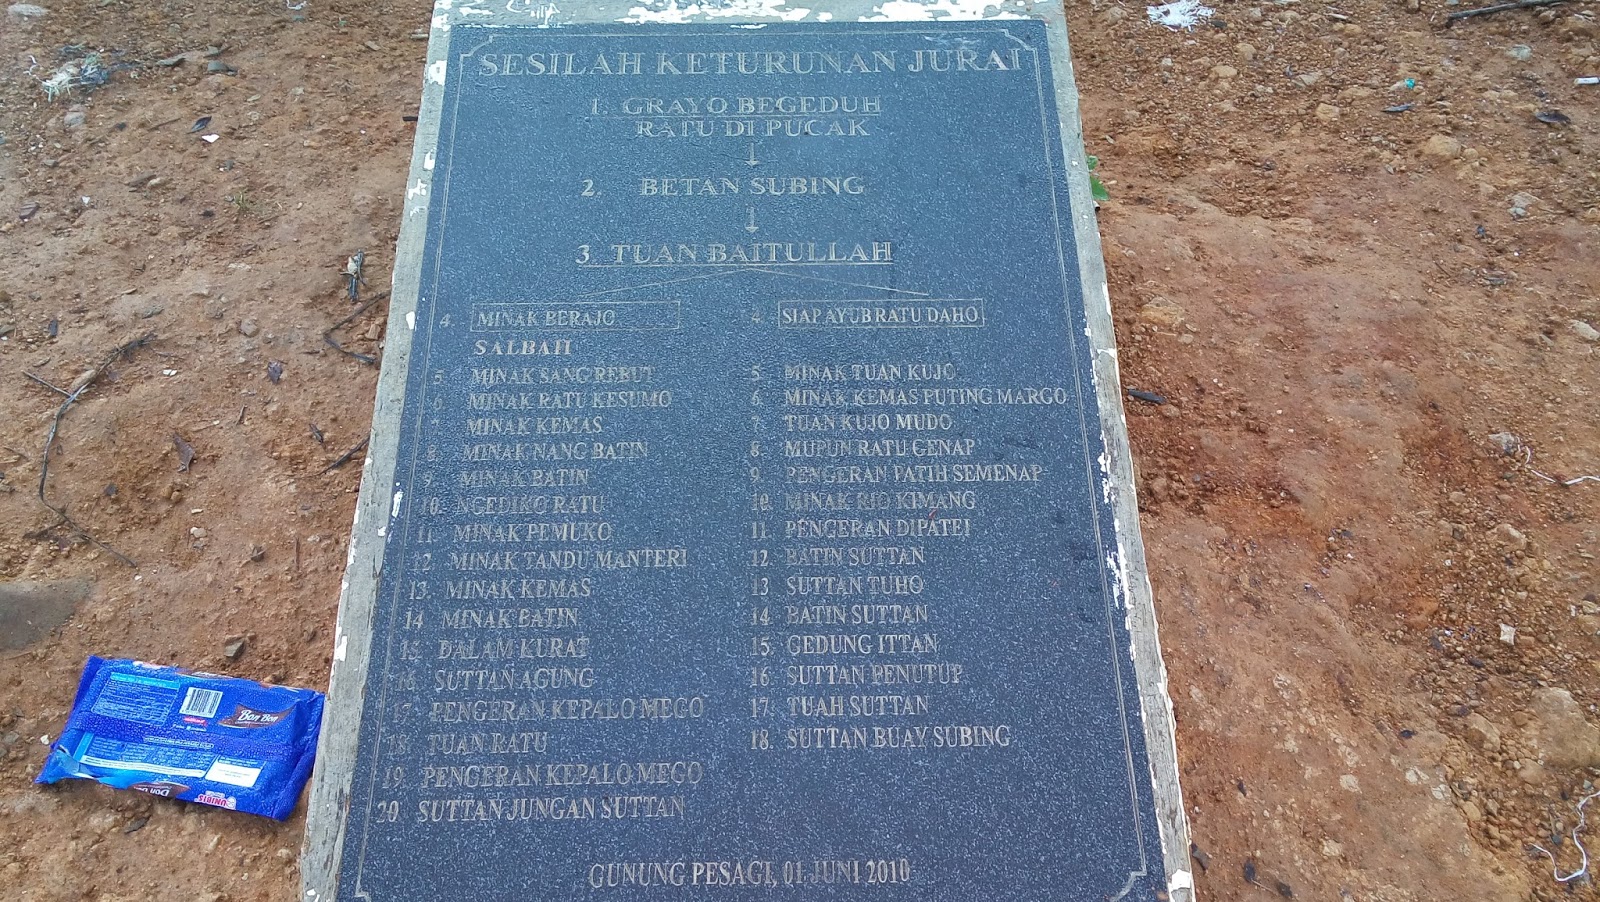 SESILAH KETURUNAN JURAI
1. GRAYO BEGEDUH
RATU DI PUCAK
2. BETAN SUBING
3 TUAN BAITULLAH
4. MINAK BERAJO
SALBAH
5 MINAK SANG REBUT
6 MINAK RATU KESUMO
7 MINAK KEMAS
8 MINAK NANG BATIN
9 MINAK BATIN
10. NGEDIKO RATU
11. MINAK PEMUKO
12. MINAK TANDU MANTERI
13. MINAK KEMAS
14 MINAK BATIN
15 DALAM KURAT
16 SUTTAN AGUNG
17 PENGERAN KEPALO MEGO
18. TUAN RATU
19. PENGERAN KEPALO MEGO
20 SUTTAN JUNGAN SUTTAN
4. SIAP AYUB RATU DAHO
5 MINAK TUAN KUJO
6. MINAK KEMAS PUTING MARGO
7. TUAN KUJO MUDO
8. MUPUN RATU GENAP
9. PENGERAN PATIH SEMENAP
10. MINAK RIO KIMANG
11. PENGERAN DIPATEI
12. BATIN SUTTAN
13 SUTTAN TUHO
14. BATIN SUTTAN
15. GEDUNG ITTAN
16 SUTTAN PENUTUP
17. TUAH SUTTAN
18. SUTTAN BUAY SUBING
GUNUNG PESAGI, 01 JUNI 2010
Bon Bon
UNIBIS